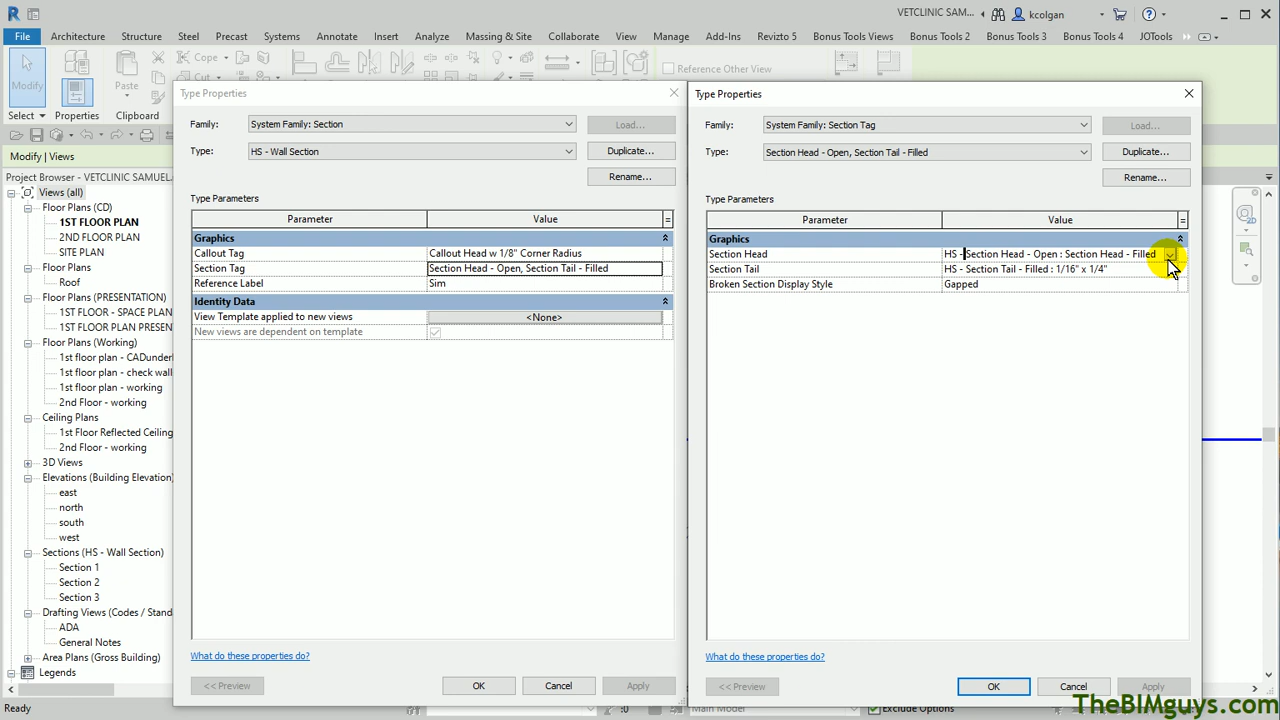 VETCLINIC SAM...
kcolgan
File Architecture Structure Steel Precast Systems Annotate Insert Analyze Massing & Site Collaborate View Manage Add-Ins Revizto 5 Bonus Tools Views Bonus Tools 2 Bonus Tools 3 Bonus Tools 4 JOTools
Modify
Paste
Cope
Reference Other View
Select Properties Clipboard
Modify | Views
Project Browser - VETCLINIC SAMUEL
Views (all)
Floor Plans (CD)
1ST FLOOR PLAN
2ND FLOOR PLAN
SITE PLAN
Floor Plans
Roof
Floor Plans (PRESENTATION)
1ST FLOOR - SPACE PLAN
1ST FLOOR PLAN PRESEN
Floor Plans (Working)
1st floor plan - CADunder
1st floor plan - check wall
1st floor plan - working
2nd Floor - working
Ceiling Plans
1st Floor Reflected Ceiling
2nd Floor - working
3D Views
Elevations (Building Elevation)
east
north
south
west
Sections (HS - Wall Section)
Section 1
Section 2
Section 3
Drafting Views (Codes / Stand
ADA
General Notes
Area Plans (Gross Building)
Legends
Ready
Type Properties
Family: System Family: Section Load...
Type: HS - Wall Section Duplicate...
Rename...
Type Parameters
Parameter Value =
Graphics
Callout Tag Callout Head w 1/8" Corner Radius
Section Tag Section Head - Open, Section Tail - Filled
Reference Label Sim
Identity Data
View Template applied to new views <None>
New views are dependent on template
What do these properties do?
<< Preview OK Cancel Apply
Type Properties
Family: System Family: Section Tag Load...
Type: Section Head - Open, Section Tail - Filled Duplicate...
Rename...
Type Parameters
Parameter Value =
Graphics
Section Head HS - Section Head - Open : Section Head - Filled
Section Tail HS - Section Tail - Filled : 1/16" x 1/4"
Broken Section Display Style Gapped
What do these properties do?
<< Preview OK Cancel Apply
2D
:0 Main Model Exclude Options
TheBIMguys.com